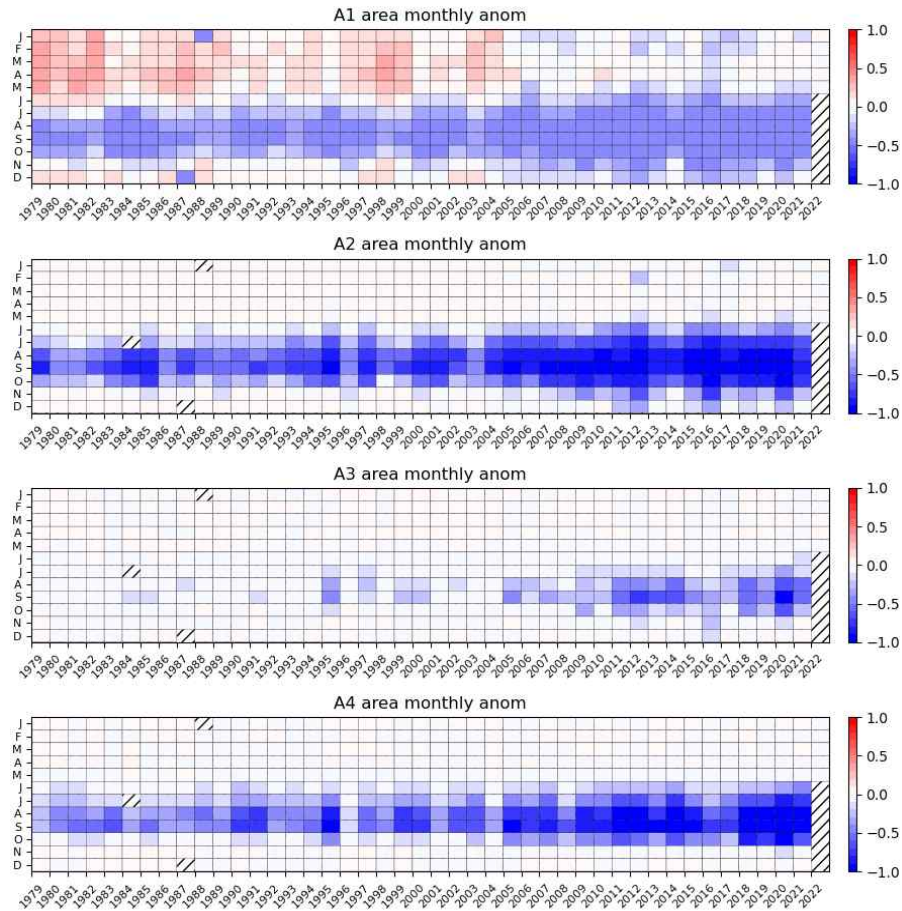 A1 area monthly anom
J
F
M
A
M
J
J
A
S
O
N
D
1.0
0.5
0.0
−0.5
−1.0
1979 1980 1981 1982 1983 1984 1985 1986 1987 1988 1989 1990 1991 1992 1993 1994 1995 1996 1997 1998 1999 2000 2001 2002 2003 2004 2005 2006 2007 2008 2009 2010 2011 2012 2013 2014 2015 2016 2017 2018 2019 2020 2021 2022
A2 area monthly anom
J
F
M
A
M
J
J
A
S
O
N
D
1.0
0.5
0.0
−0.5
−1.0
1979 1980 1981 1982 1983 1984 1985 1986 1987 1988 1989 1990 1991 1992 1993 1994 1995 1996 1997 1998 1999 2000 2001 2002 2003 2004 2005 2006 2007 2008 2009 2010 2011 2012 2013 2014 2015 2016 2017 2018 2019 2020 2021 2022
A3 area monthly anom
J
F
M
A
M
J
J
A
S
O
N
D
1.0
0.5
0.0
−0.5
−1.0
1979 1980 1981 1982 1983 1984 1985 1986 1987 1988 1989 1990 1991 1992 1993 1994 1995 1996 1997 1998 1999 2000 2001 2002 2003 2004 2005 2006 2007 2008 2009 2010 2011 2012 2013 2014 2015 2016 2017 2018 2019 2020 2021 2022
A4 area monthly anom
J
F
M
A
M
J
J
A
S
O
N
D
1.0
0.5
0.0
−0.5
−1.0
1979 1980 1981 1982 1983 1984 1985 1986 1987 1988 1989 1990 1991 1992 1993 1994 1995 1996 1997 1998 1999 2000 2001 2002 2003 2004 2005 2006 2007 2008 2009 2010 2011 2012 2013 2014 2015 2016 2017 2018 2019 2020 2021 2022